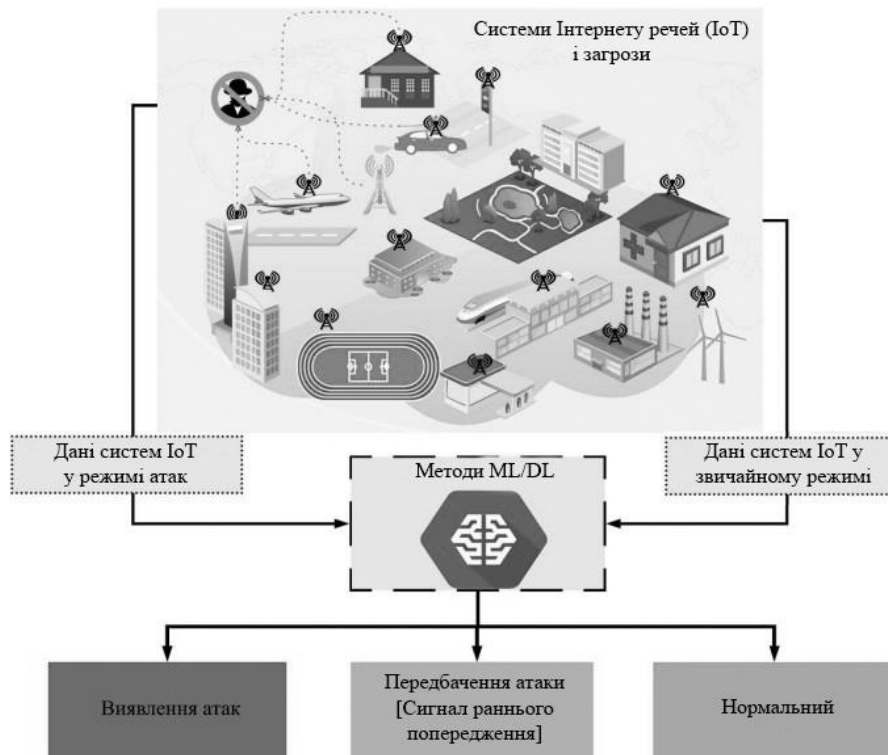 Системи Інтернету речей (IoT)
і загрози
Дані систем IoT
у режимі атак
Методи ML/DL
Дані систем IoT у
звичайному режимі
Виявлення атак
Передбачення атаки
[Сигнал раннього
попередження]
Нормальний